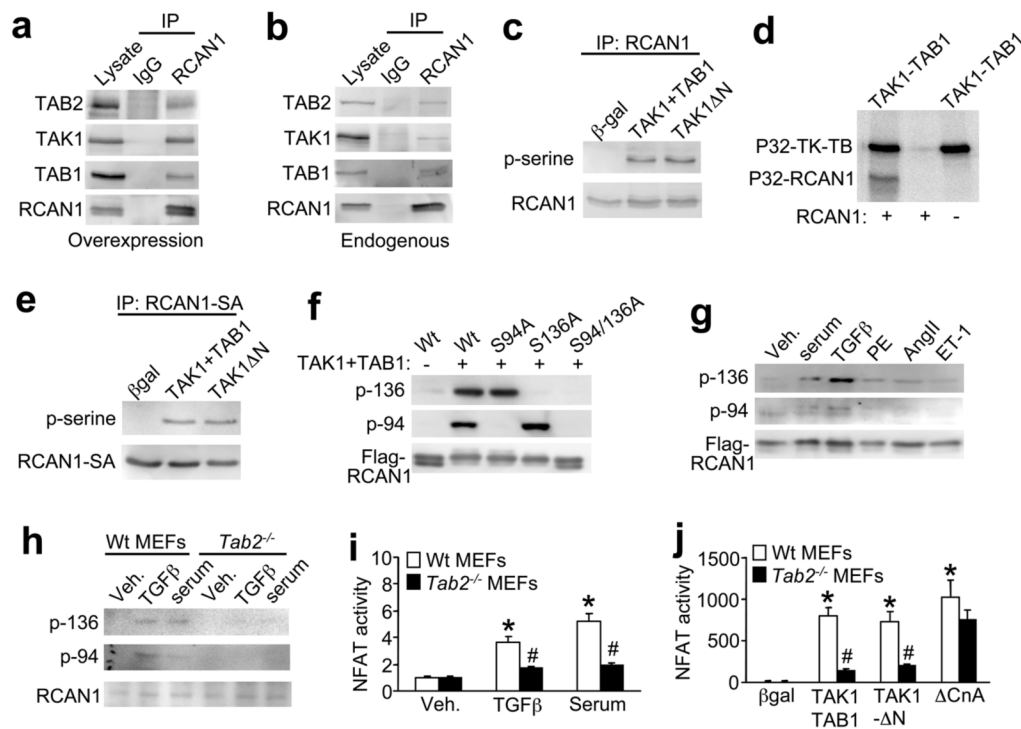 a
IP
Lysate IgG RCAN1
TAB2
TAK1
TAB1
RCAN1
Overexpression
b
IP
Lysate IgG RCAN1
TAB2
TAK1
TAB1
RCAN1
Endogenous
c
IP: RCAN1
β-gal TAK1+TAB1 TAK1ΔN
p-serine
RCAN1
d
TAK1-TAB1 TAK1-TAB1
P32-TK-TB
P32-RCAN1
RCAN1: + + -
e
IP: RCAN1-SA
βgal TAK1+TAB1 TAK1ΔN
p-serine
RCAN1-SA
f
Wt Wt S94A S136A S94/136A
TAK1+TAB1: - + + + +
p-136
p-94
Flag-
RCAN1
g
Veh. serum TGFβ PE AngII ET-1
p-136
p-94
Flag-
RCAN1
h
Wt MEFs Tab2-/-
Veh. TGFβ serum Veh. TGFβ serum
p-136
p-94
RCAN1
i
Wt MEFs
Tab2-/- MEFs
NFAT activity
10
8
6
4
2
0
* # * #
Veh. TGFβ Serum
j
Wt MEFs
Tab2-/- MEFs
NFAT activity
1500
1000
500
0
* # * # *
βgal TAK1 TAK1 ΔCnA
TAB1 -ΔN